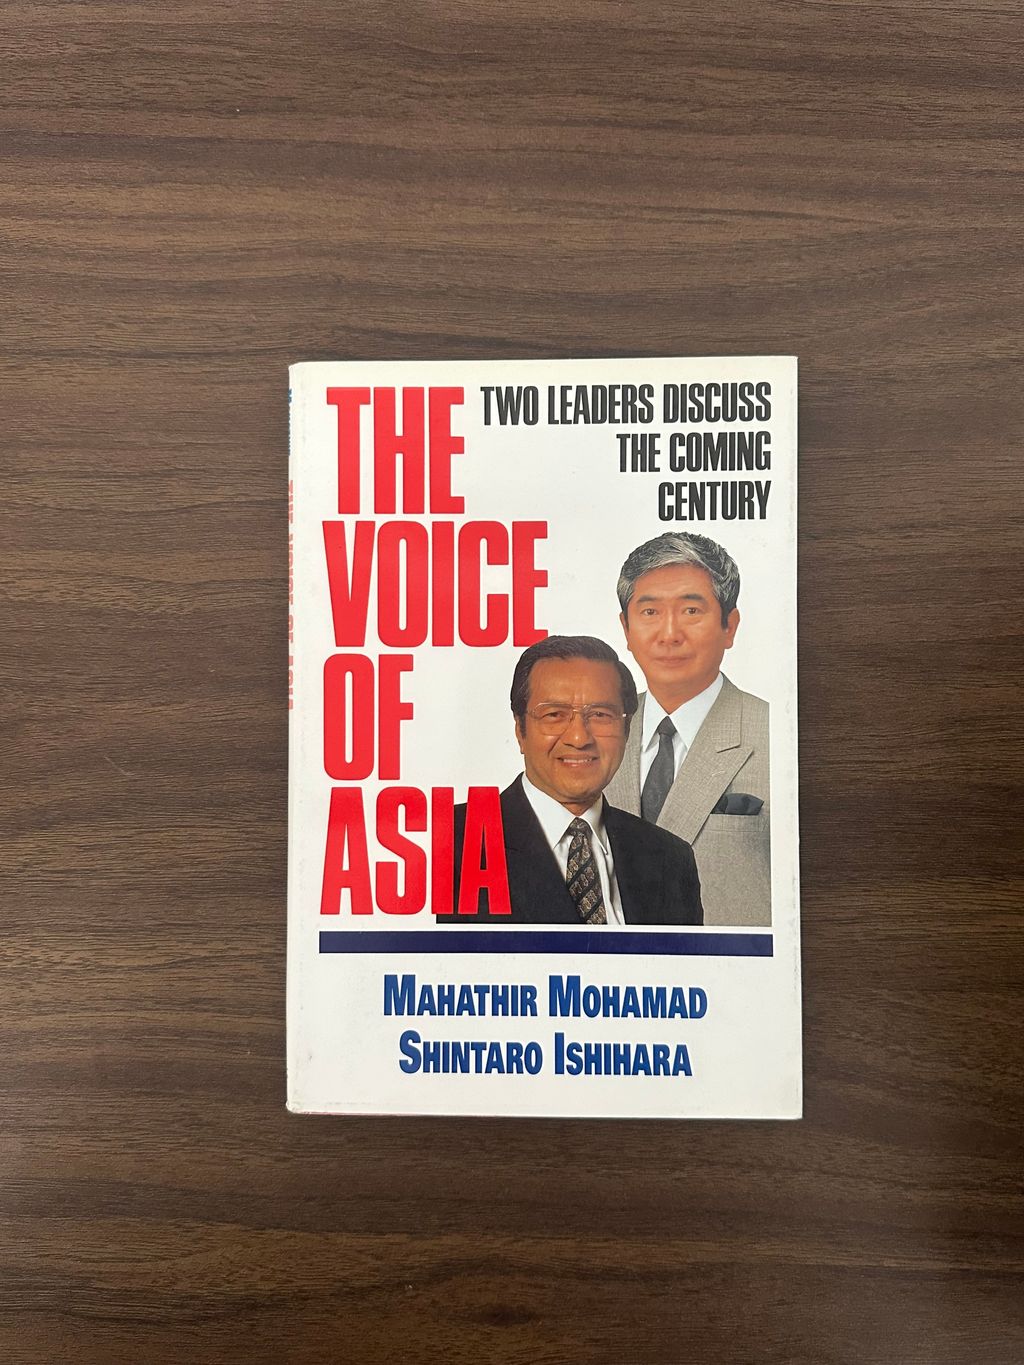 THE
VOICE
OF
ASIA
TWO LEADERS DISCUSS
THE COMING
CENTURY
MAHATHIR MOHAMAD
SHINTARO ISHIHARA